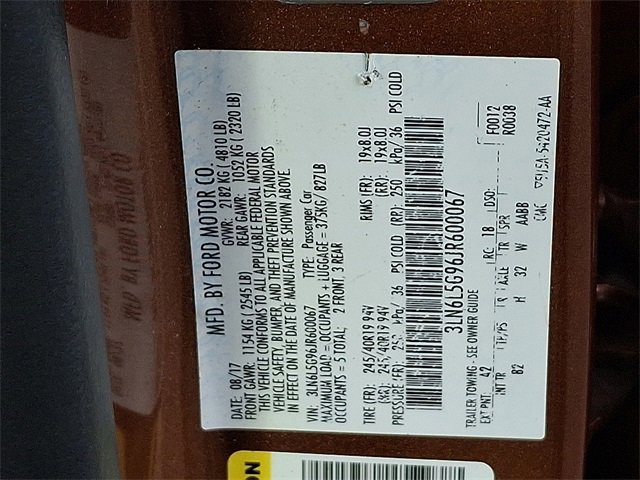 MFD. BY FORD MOTOR CO.
DATE: 08/17 GVWR: 2182 KG ( 4810 LB)
FRONT GAWR: 1154 KG ( 2545 LB) REAR GAWR: 1052 KG ( 2320 LB)
THIS VEHICLE CONFORMS TO ALL APPLICABLE FEDERAL MOTOR
VEHICLE SAFETY, BUMPER, AND THEFT PREVENTION STANDARDS
IN EFFECT ON THE DATE OF MANUFACTURE SHOWN ABOVE.
VIN: 3LN6L5G96JR600067 TYPE: Passenger Car
MAXIMUM LOAD = OCCUPANTS + LUGGAGE = 375KG/ 827LB
OCCUPANTS = 5 TOTAL: 2 FRONT, 3 REAR
TIRE (FR): 245/40R19 94V RIMS (FR): 19x8.0J
(RR): 245/40R19 94V (RR): 19x8.0J
PRESSURE (FR): 250 kPa/ 36 PSI COLD (RR): 250 kPa/ 36 PSI COLD
3LN6L5G96JR600067
TRAILER TOWING - SEE OWNER GUIDE F0012
EXT PNT: 42 RC: 18 DSO: R0038
INT TR TP/PS R AXLE TR SPR
B2 H 32 W AABB
CMC 5420472-AA
ON